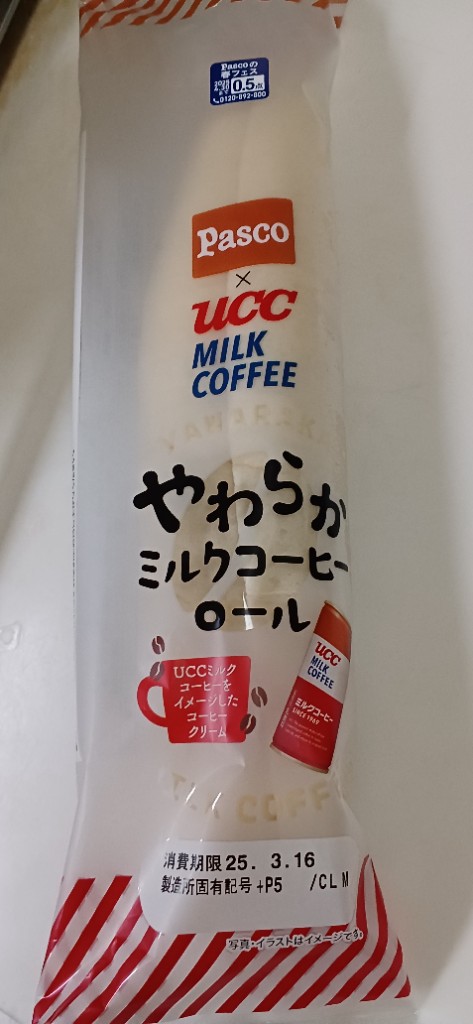 Pascoの
春フェス
0.5点
0120-092-800
Pasco
×
UCC
MILK
COFFEE
やわらか
ミルクコーヒー
ロール
UCCミルク
コーヒーを
イメージした
コーヒー
クリーム
UCC
MILK
COFFEE
ミルクコーヒー
SINCE 1969
消費期限 25. 3.16
製造所固有記号 +P5 /CL M
写真・イラストはイメージです。